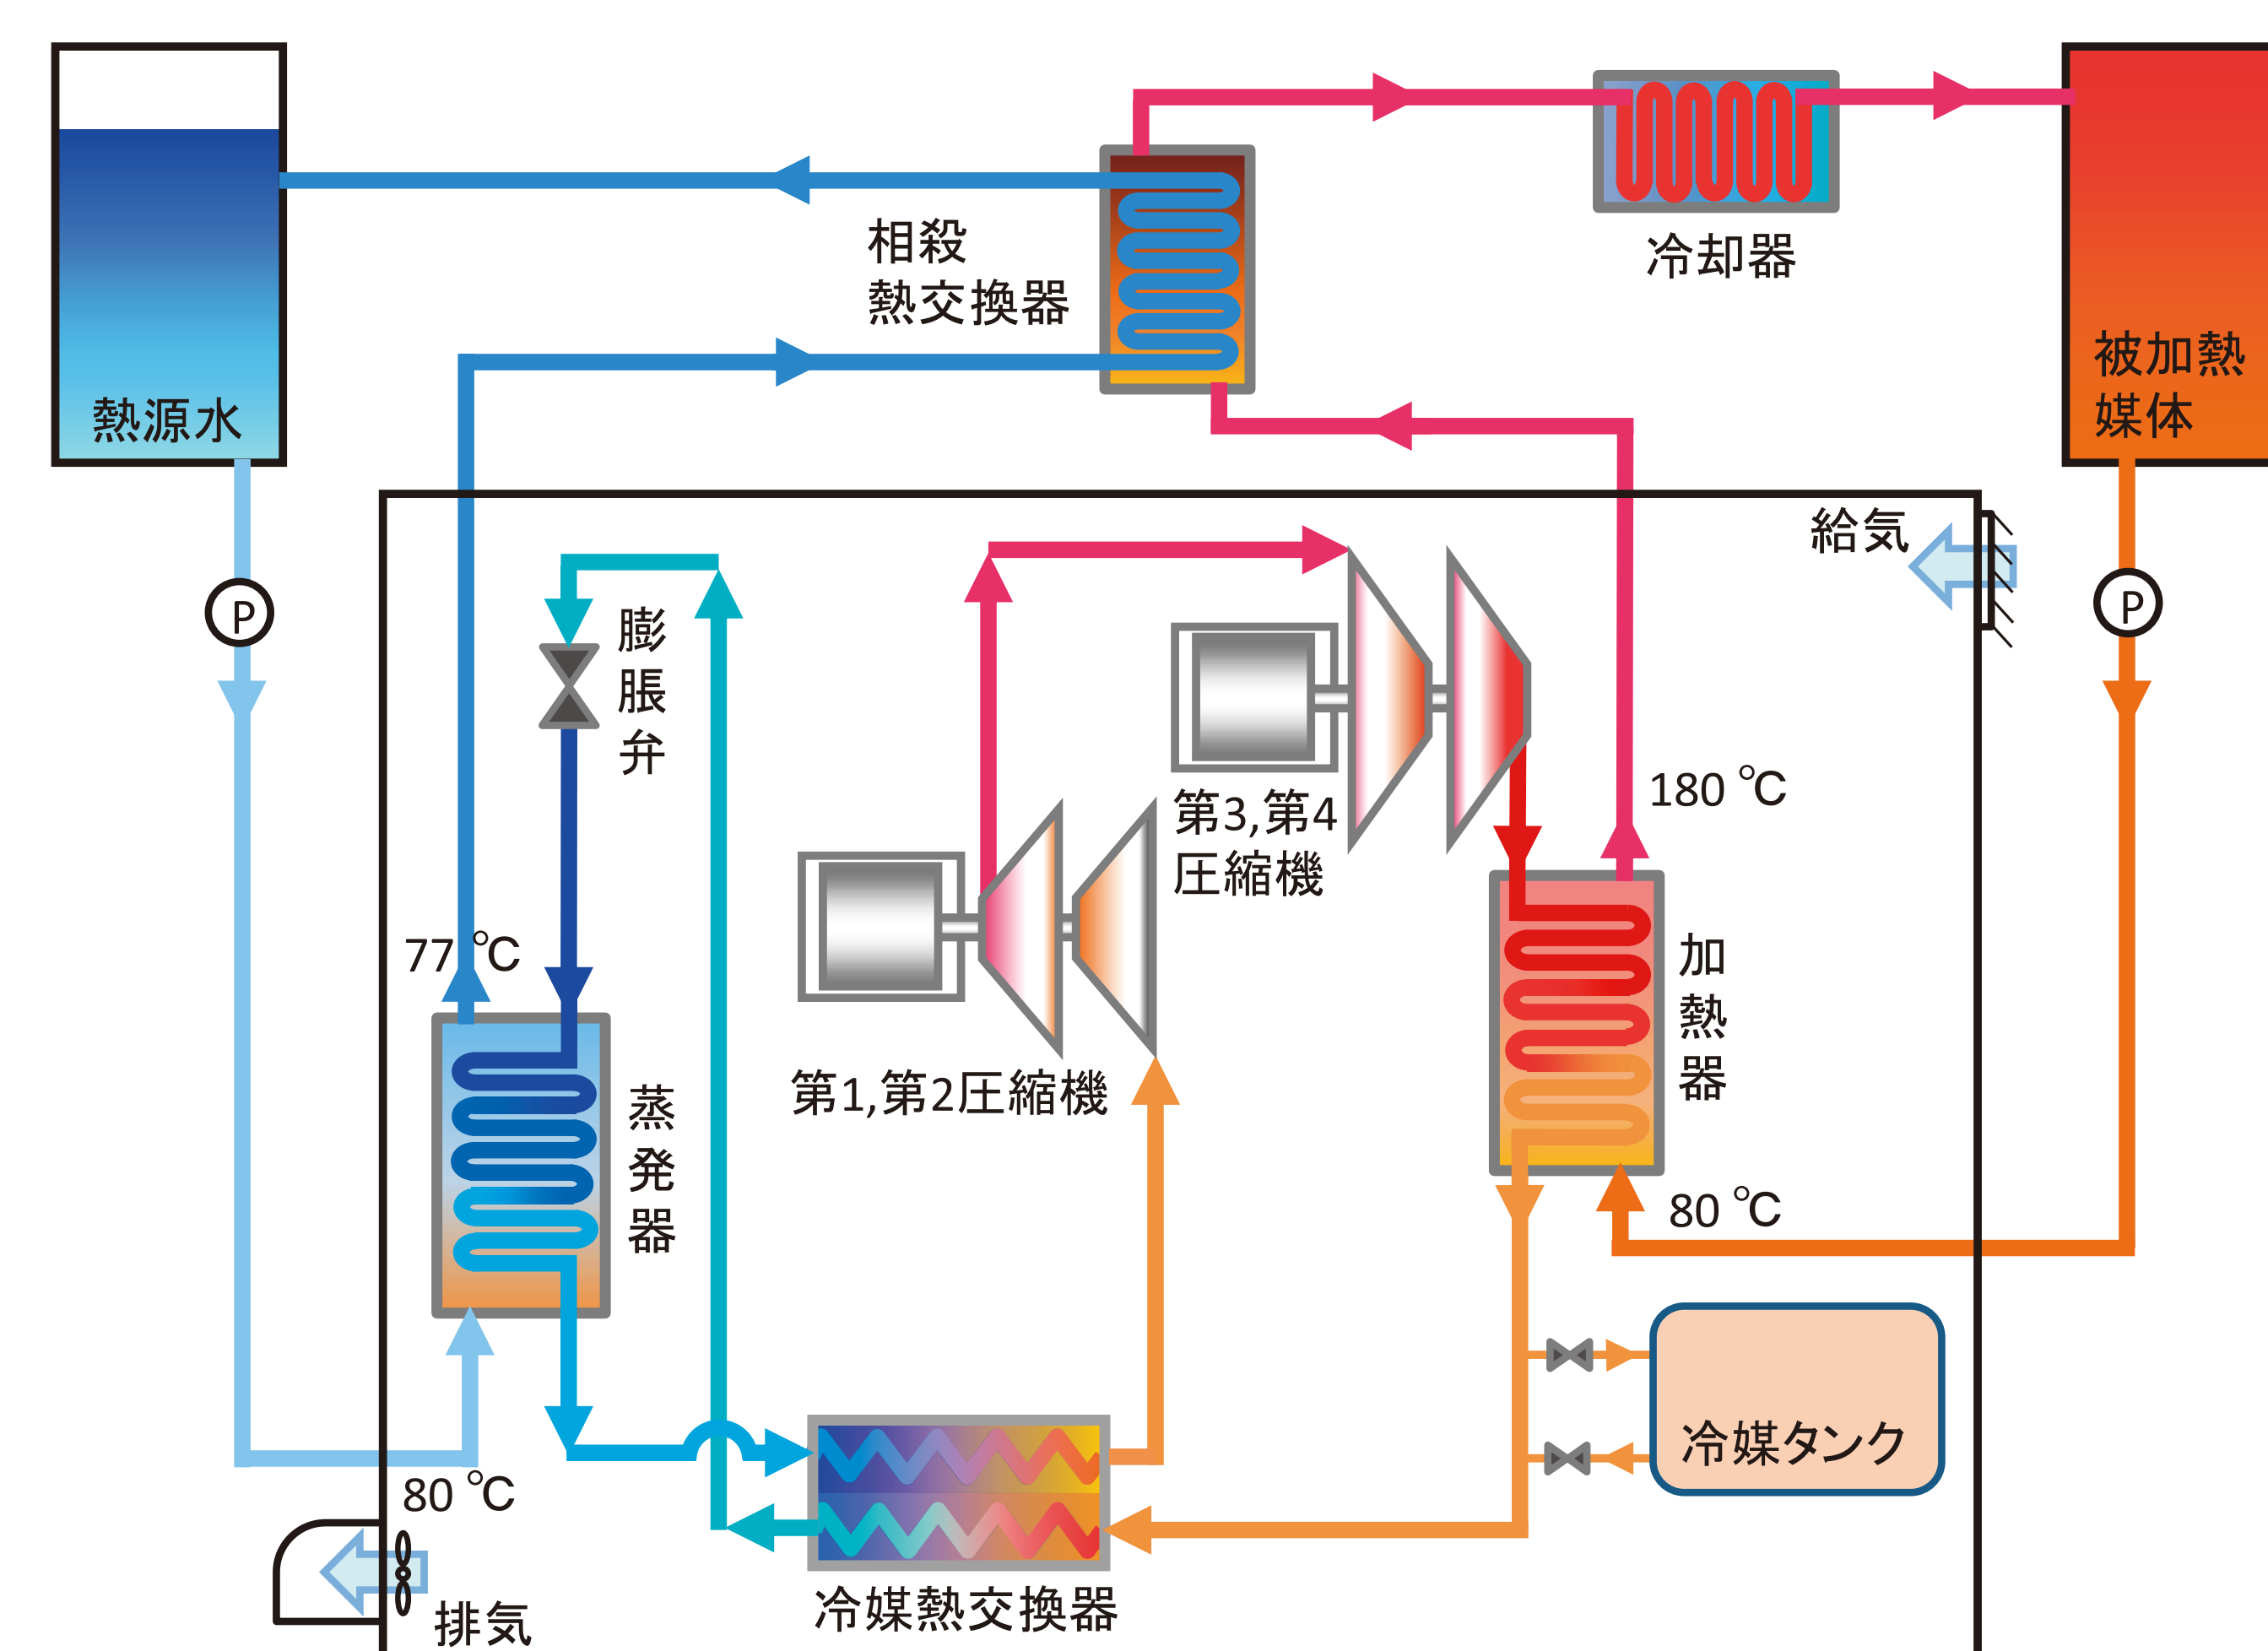 相殺
熱交換器
冷却器
熱源水
被加熱
媒体
給気
P
P
膨
脹
弁
第3,第4
圧縮機
180 ℃
77 ℃
加
熱
器
第1,第2圧縮機
蒸
発
器
80 ℃
冷媒タンク
80 ℃
排気
冷媒熱交換器